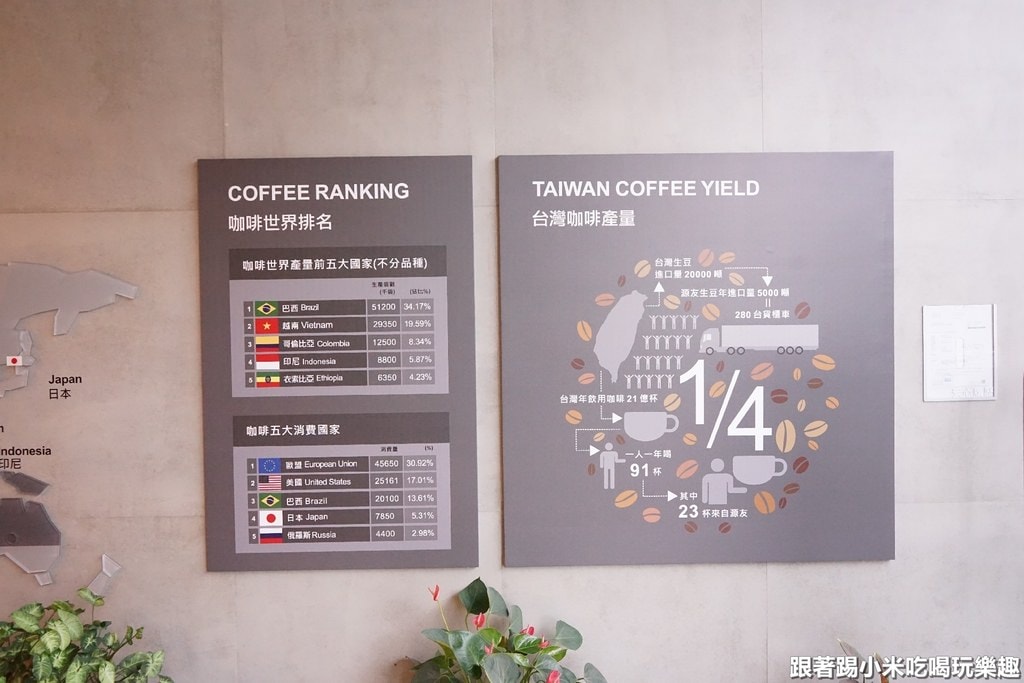 COFFEE RANKING
咖啡世界排名
咖啡世界產量前五大國家(不分品種)
生產袋數
(千袋) (佔比%)
1 巴西 Brazil 51200 34.17%
2 越南 Vietnam 29350 19.59%
3 哥倫比亞 Colombia 12500 8.34%
4 印尼 Indonesia 8800 5.87%
5 衣索比亞 Ethiopia 6350 4.23%
咖啡五大消費國家
消費量 (%)
1 歐盟 European Union 45650 30.92%
2 美國 United States 25161 17.01%
3 巴西 Brazil 20100 13.61%
4 日本 Japan 7850 5.31%
5 俄羅斯 Russia 4400 2.98%
TAIWAN COFFEE YIELD
台灣咖啡產量
台灣生豆
進口量 20000 噸
源友生豆年進口量 5000 噸
=
280 台貨櫃車
1/4
台灣年飲用咖啡 21 億杯
一人一年喝
91 杯
其中
23 杯來自源友
Japan
日本
ndonesia
印尼
跟著踢小米吃喝玩樂趣